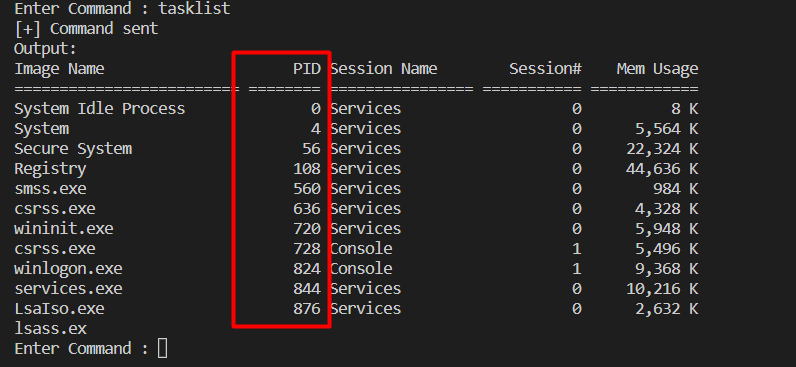 Enter Command : tasklist
[+] Command sent
Output:
Image Name                     PID Session Name        Session#    Mem Usage
========================= ======== ================ =========== ============
System Idle Process              0 Services                   0          8 K
System                           4 Services                   0      5,564 K
Secure System                   56 Services                   0     22,324 K
Registry                       108 Services                   0     44,636 K
smss.exe                       560 Services                   0        984 K
csrss.exe                      636 Services                   0      4,328 K
wininit.exe                    720 Services                   0      5,948 K
csrss.exe                      728 Console                    1      5,496 K
winlogon.exe                   824 Console                    1      9,368 K
services.exe                   844 Services                   0     10,216 K
LsaIso.exe                     876 Services                   0      2,632 K
lsass.ex
Enter Command :